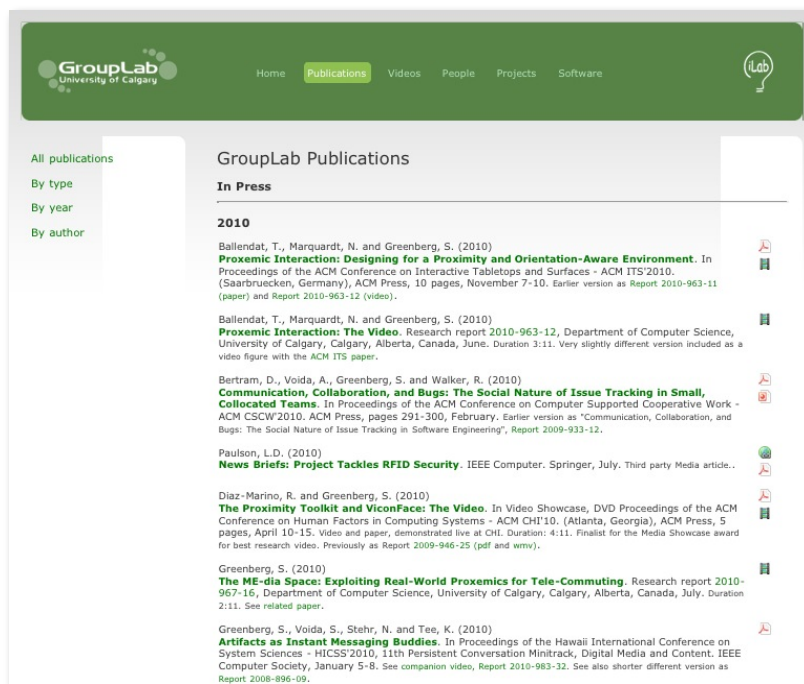 GroupLab
University of Calgary
Home Publications Videos People Projects Software
iLab
All publications
By type
By year
By author
GroupLab Publications
In Press
2010
Ballendat, T., Marquardt, N. and Greenberg, S. (2010)
Proxemic Interaction: Designing for a Proximity and Orientation-Aware Environment. In
Proceedings of the ACM Conference on Interactive Tabletops and Surfaces - ACM ITS'2010.
(Saarbruecken, Germany), ACM Press, 10 pages, November 7-10. Earlier version as Report 2010-963-11
(paper) and Report 2010-963-12 (video).
Ballendat, T., Marquardt, N. and Greenberg, S. (2010)
Proxemic Interaction: The Video. Research report 2010-963-12, Department of Computer Science,
University of Calgary, Calgary, Alberta, Canada, June. Duration 3:11. Very slightly different version included as a
video figure with the ACM ITS paper.
Bertram, D., Voida, A., Greenberg, S. and Walker, R. (2010)
Communication, Collaboration, and Bugs: The Social Nature of Issue Tracking in Small,
Collocated Teams. In Proceedings of the ACM Conference on Computer Supported Cooperative Work -
ACM CSCW'2010. ACM Press, pages 291-300, February. Earlier version as "Communication, Collaboration, and
Bugs: The Social Nature of Issue Tracking in Software Engineering", Report 2009-933-12.
Paulson, L.D. (2010)
News Briefs: Project Tackles RFID Security. IEEE Computer. Springer, July. Third party Media article..
Diaz-Marino, R. and Greenberg, S. (2010)
The Proximity Toolkit and ViconFace: The Video. In Video Showcase, DVD Proceedings of the ACM
Conference on Human Factors in Computing Systems - ACM CHI'10. (Atlanta, Georgia), ACM Press, 5
pages, April 10-15. Video and paper, demonstrated live at CHI. Duration: 4:11. Finalist for the Media Showcase award
for best research video. Previously as Report 2009-946-25 (pdf and wmv).
Greenberg, S. (2010)
The ME-dia Space: Exploiting Real-World Proxemics for Tele-Commuting. Research report 2010-
967-16, Department of Computer Science, University of Calgary, Calgary, Alberta, Canada, July. Duration
2:11. See related paper.
Greenberg, S., Voida, S., Stehr, N. and Tee, K. (2010)
Artifacts as Instant Messaging Buddies. In Proceedings of the Hawaii International Conference on
System Sciences - HICSS'2010, 11th Persistent Conversation Minitrack, Digital Media and Content. IEEE
Computer Society, January 5-8. See companion video, Report 2010-983-32. See also shorter different version as
Report 2008-896-09.